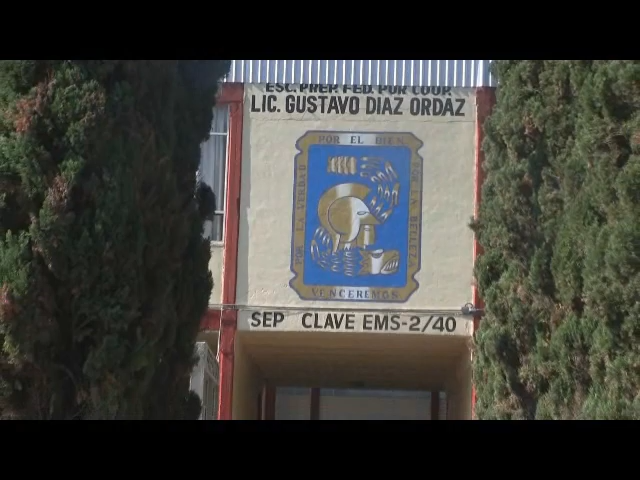 ESC. PREP. FED. POR COOP.
LIC. GUSTAVO DIAZ ORDAZ
POR EL BIEN
POR LA VERDAD
POR LA BELLEZA
VENCEREMOS
SEP CLAVE EMS-2/40